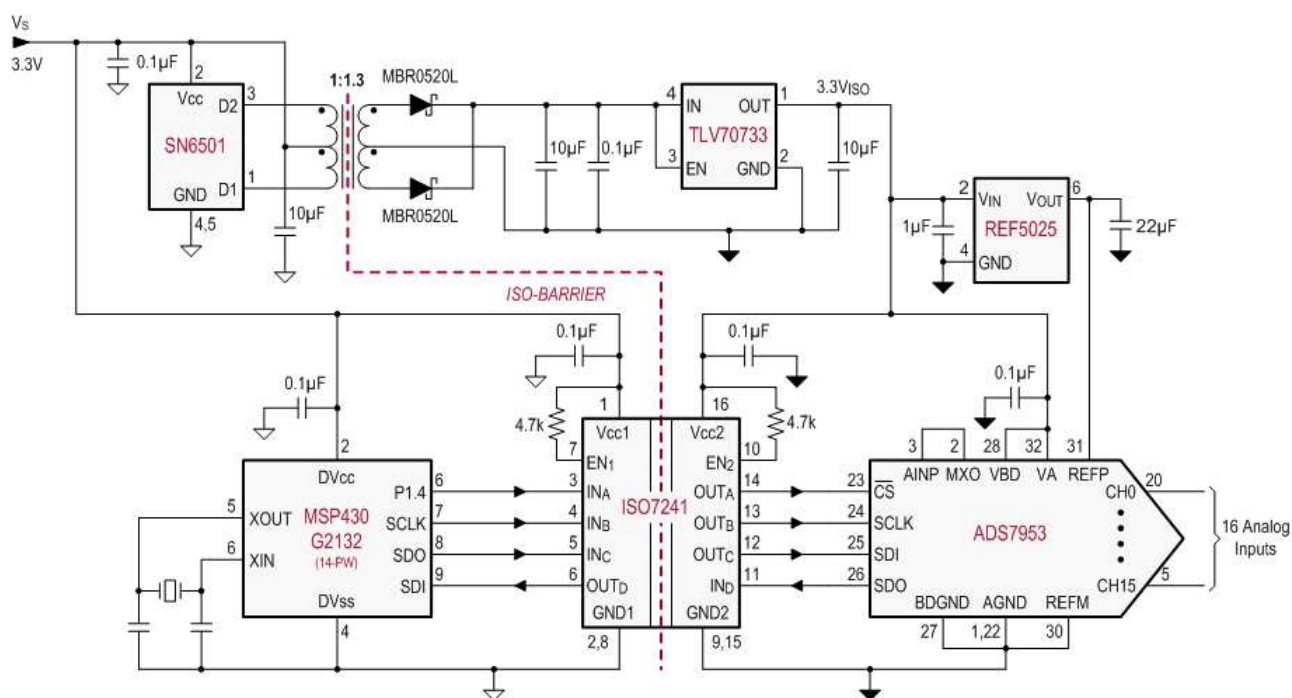 Vs
3.3V
0.1µF
2
Vcc
D2
3
SN6501
GND
D1
1
4,5
10µF
1:1.3
MBR0520L
MBR0520L
10µF
0.1µF
4
IN
OUT
1
TLV70733
3
EN
GND
2
3.3VISO
10µF
2
VIN
VOUT
6
REF5025
1µF
4
GND
22µF
ISO-BARRIER
0.1µF
0.1µF
0.1µF
0.1µF
4.7k
4.7k
1
16
Vcc1
Vcc2
7
EN1
EN2
10
3
INA
OUTA
14
4
INB
OUTB
13
5
INC
OUTC
12
6
OUTD
IND
11
ISO7241
GND1
GND2
2,8
9,15
2
DVcc
5
XOUT
6
XIN
MSP430
G2132
(14-PW)
P1.4
6
SCLK
7
SDO
8
SDI
9
DVss
4
3
2
28
32
31
AINP
MXO
VBD
VA
REFP
23
CS
24
SCLK
25
SDI
26
SDO
ADS7953
CH0
20
CH15
5
16 Analog
Inputs
BDGND
AGND
REFM
27
1,22
30